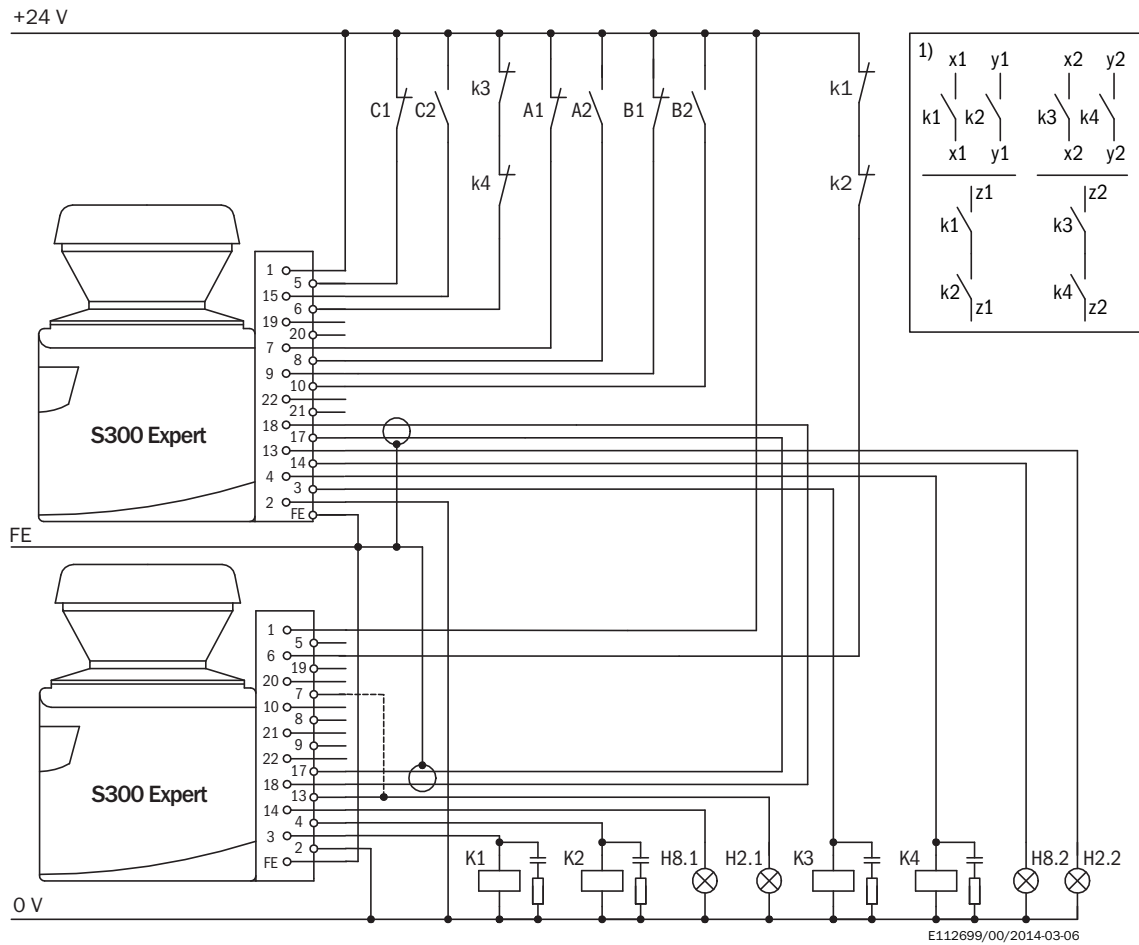 +24 V
1)
x1 y1 x2 y2
k1 k2 k3 k4
x1 y1 x2 y2
z1 z2
k1 k3
k2 k4
z1 z2
C1 C2 k3 A1 A2 B1 B2 k1
k4 k2
1
5
15
6
19
20
7
8
9
10
22
21
18
17
13
14
4
3
2
FE
S300 Expert
FE
1
5
6
19
20
7
10
8
21
9
22
17
18
13
14
4
3
2
FE
S300 Expert
K1 K2 H8.1 H2.1 K3 K4 H8.2 H2.2
0 V
E112699/00/2014-03-06